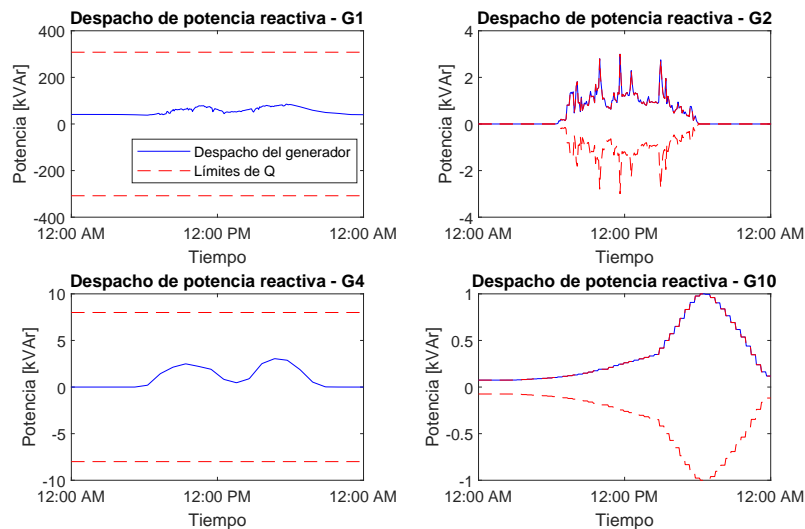 Despacho de potencia reactiva - G1
Potencia [kVAr]
400
200
0
-200
-400
Despacho del generador
Límites de Q
12:00 AM
12:00 PM
12:00 AM
Tiempo
Despacho de potencia reactiva - G2
Potencia [kVAr]
4
2
0
-2
-4
12:00 AM
12:00 PM
12:00 AM
Tiempo
Despacho de potencia reactiva - G4
Potencia [kVAr]
10
5
0
-5
-10
12:00 AM
12:00 PM
12:00 AM
Tiempo
Despacho de potencia reactiva - G10
Potencia [kVAr]
1
0.5
0
-0.5
-1
12:00 AM
12:00 PM
12:00 AM
Tiempo